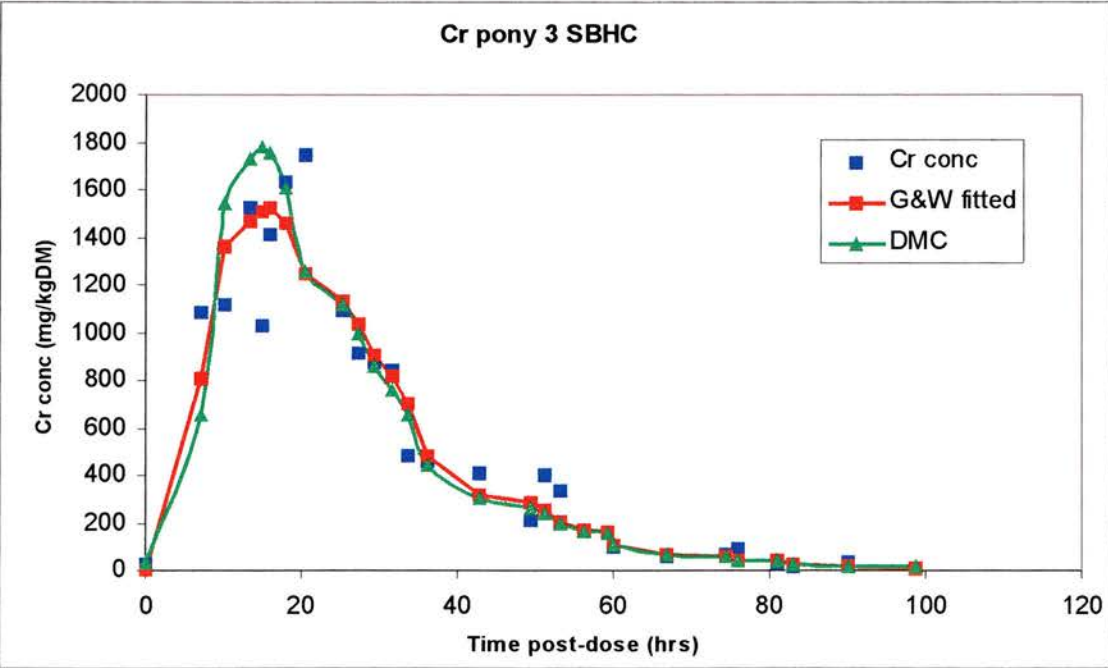 Cr pony 3 SBHC
2000
1800
1600
1400
1200
1000
800
600
400
200
0
Cr conc (mg/kgDM)
Cr conc
G&W fitted
DMC
0 20 40 60 80 100 120
Time post-dose (hrs)